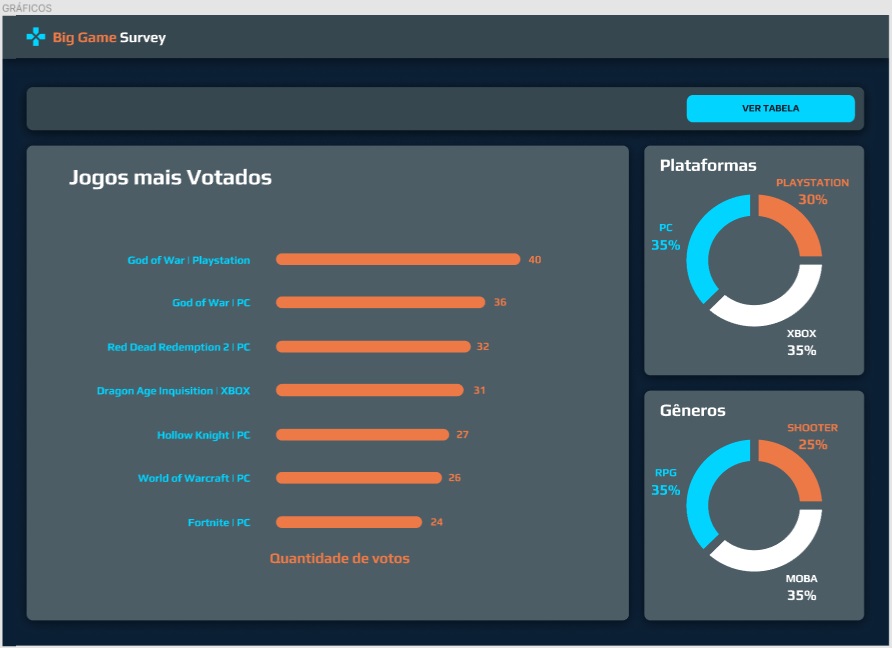 GRÁFICOS
Big Game Survey
VER TABELA
Jogos mais Votados
God of War | Playstation 40
God of War | PC 36
Red Dead Redemption 2 | PC 32
Dragon Age Inquisition | XBOX 31
Hollow Knight | PC 27
World of Warcraft | PC 26
Fortnite | PC 24
Quantidade de votos
Plataformas
PLAYSTATION
30%
PC
35%
XBOX
35%
Gêneros
SHOOTER
25%
RPG
35%
MOBA
35%